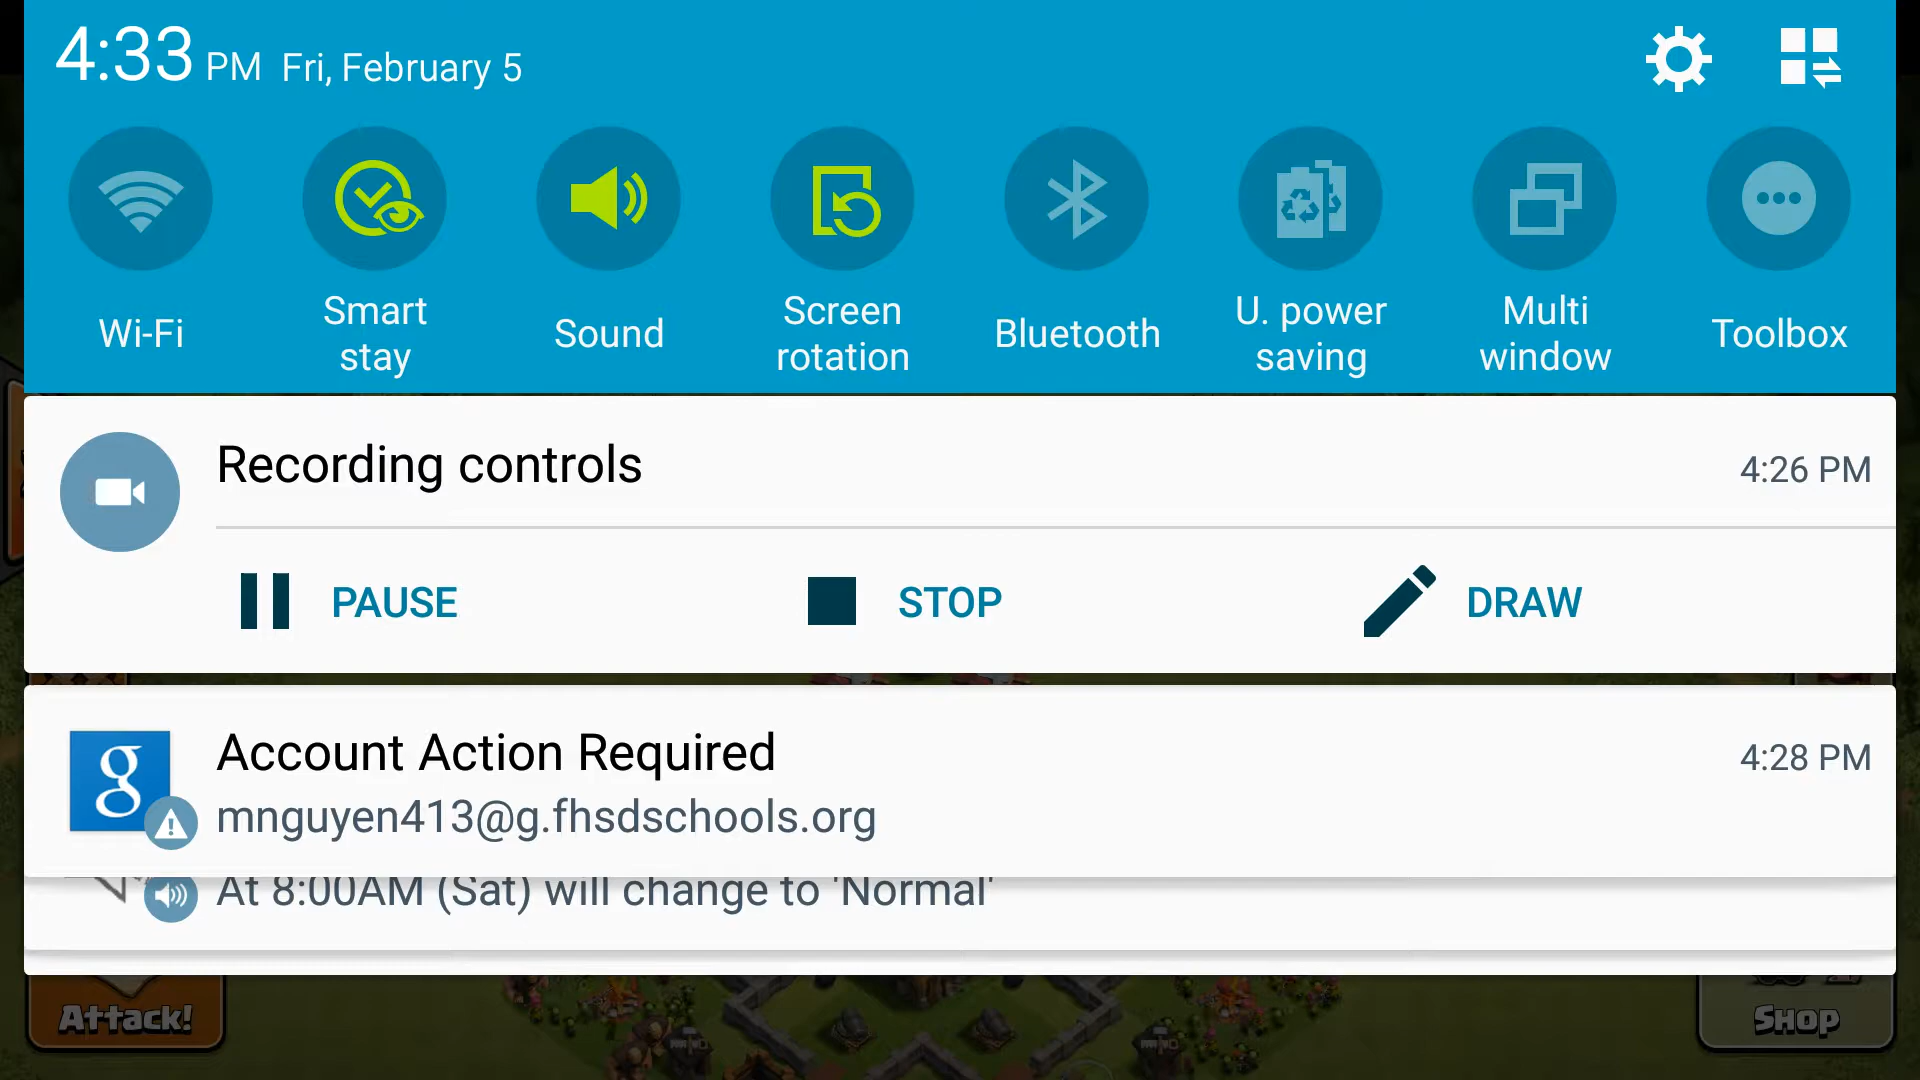 4:33 PM Fri, February 5
Wi-Fi
Smart
stay
Sound
Screen
rotation
Bluetooth
U. power
saving
Multi
window
Toolbox
Recording controls
4:26 PM
PAUSE
STOP
DRAW
g
Account Action Required
4:28 PM
mnguyen413@g.fhsdschools.org
At 8:00AM (Sat) will change to 'Normal'
Attack!
Shop